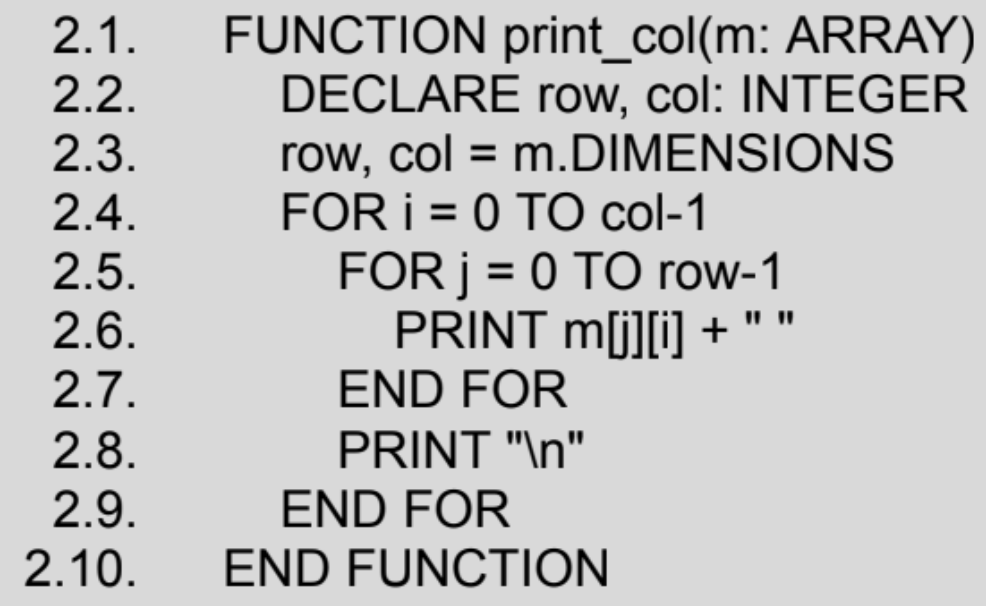 2.1. FUNCTION print_col(m: ARRAY)
2.2. DECLARE row, col: INTEGER
2.3. row, col = m.DIMENSIONS
2.4. FOR i = 0 TO col-1
2.5. FOR j = 0 TO row-1
2.6. PRINT m[j][i] + " "
2.7. END FOR
2.8. PRINT "\n"
2.9. END FOR
2.10. END FUNCTION